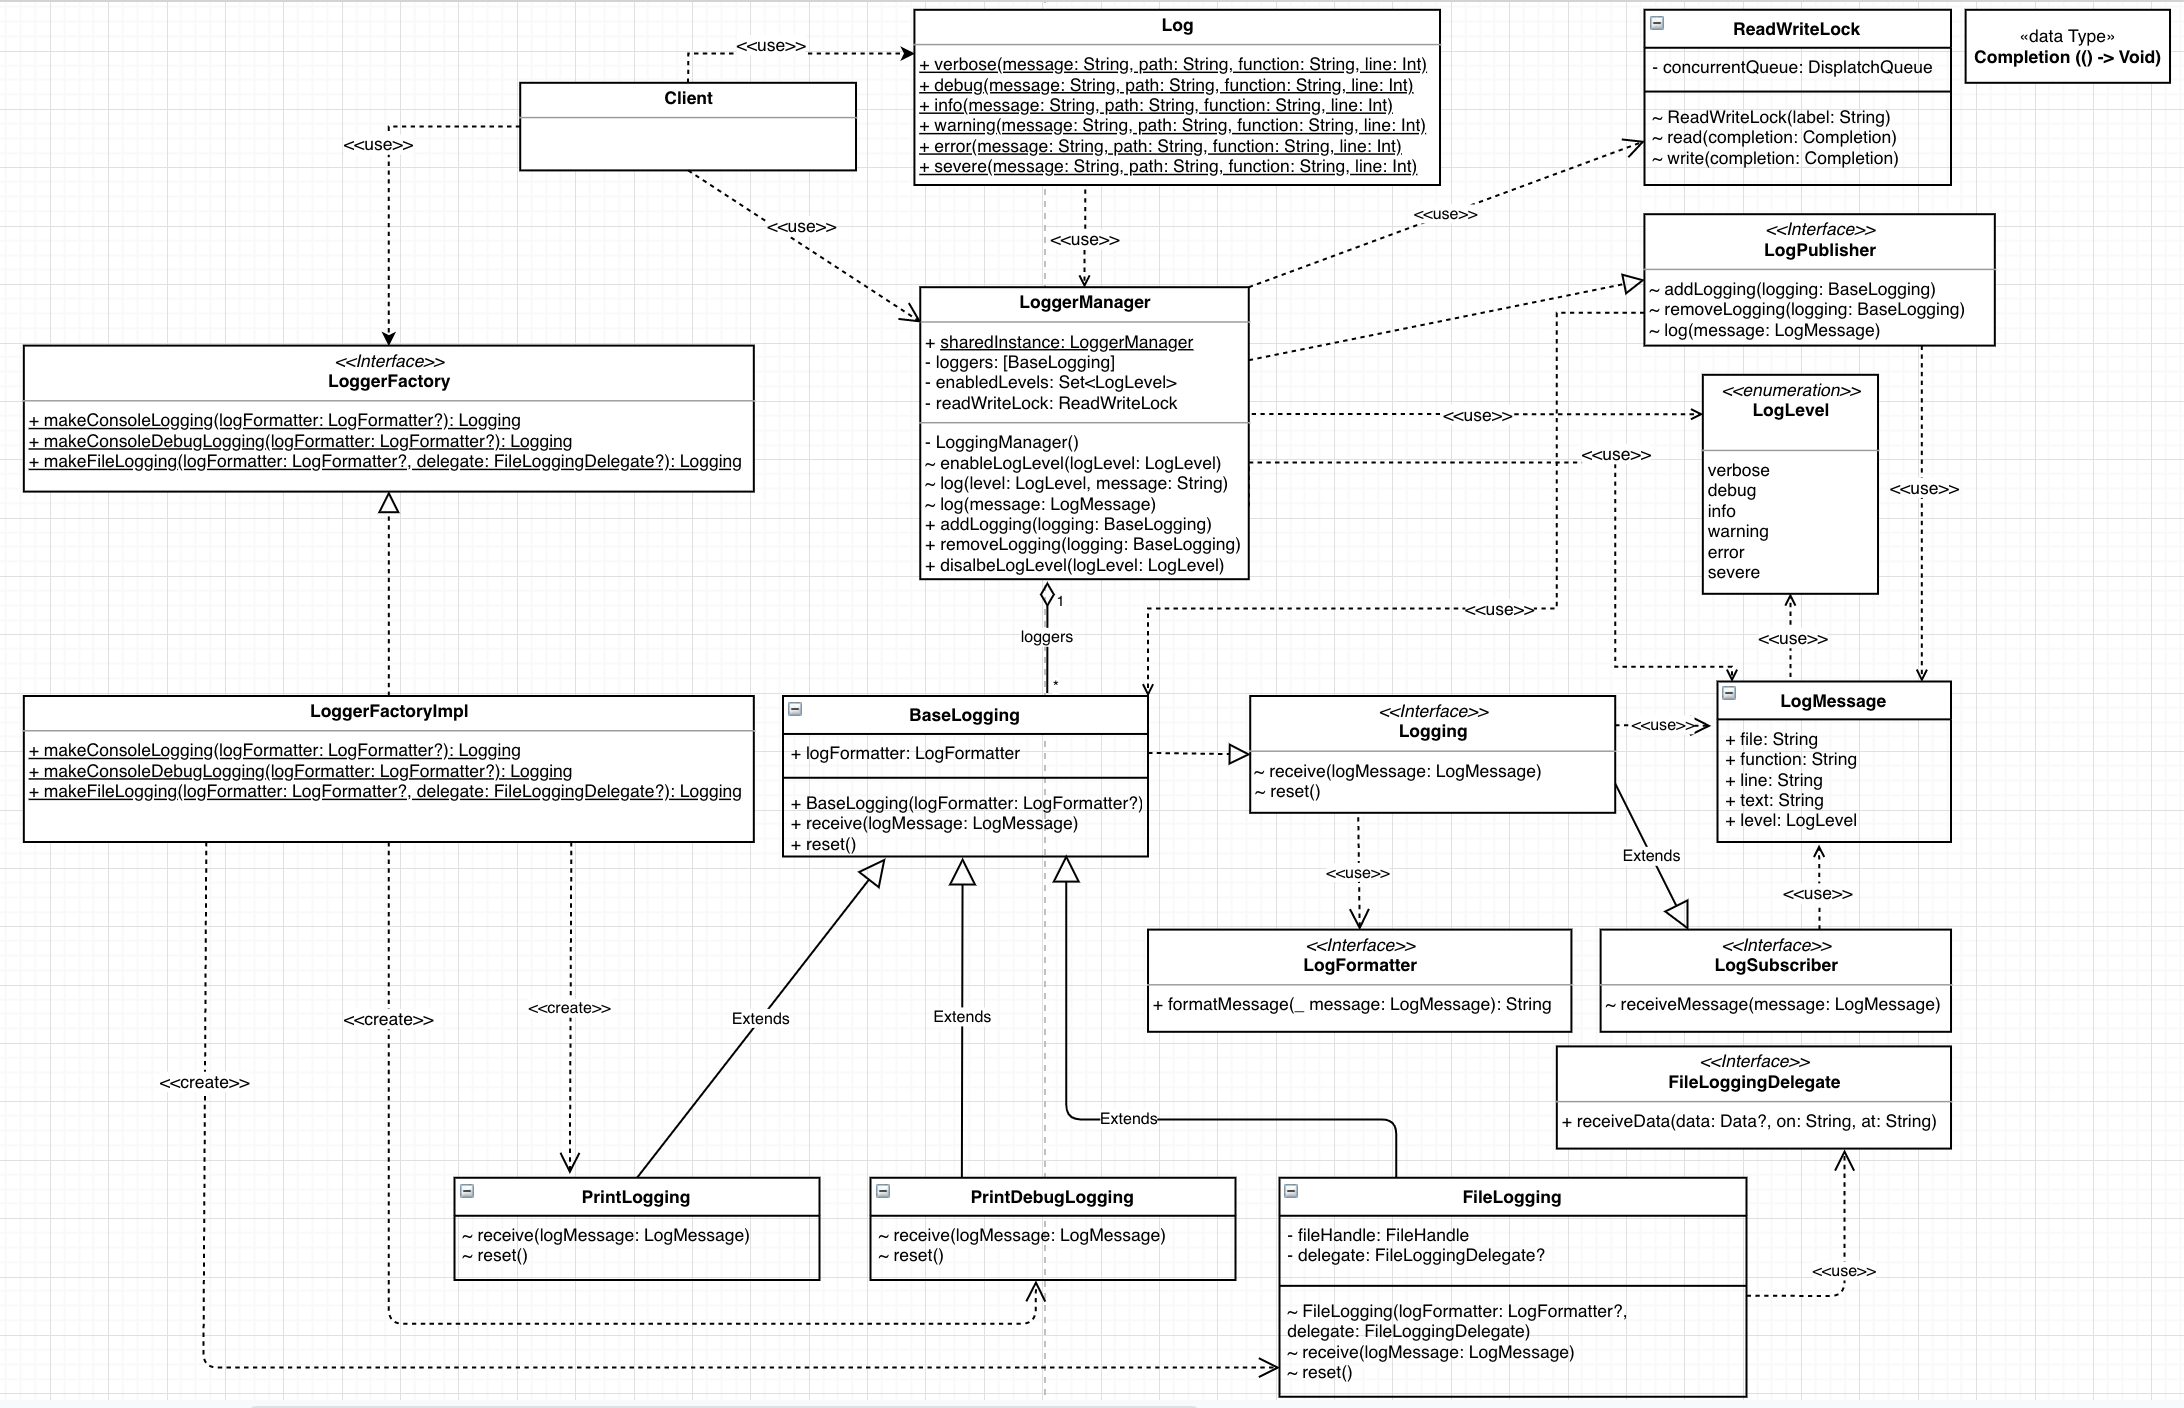 Log
+ verbose(message: String, path: String, function: String, line: Int)
+ debug(message: String, path: String, function: String, line: Int)
+ info(message: String, path: String, function: String, line: Int)
+ warning(message: String, path: String, function: String, line: Int)
+ error(message: String, path: String, function: String, line: Int)
+ severe(message: String, path: String, function: String, line: Int)
ReadWriteLock
- concurrentQueue: DisplatchQueue
~ ReadWriteLock(label: String)
~ read(completion: Completion)
~ write(completion: Completion)
«data Type»
Completion (() -> Void)
<<use>>
Client
<<use>>
<<use>>
<<use>>
<<use>>
<<Interface>>
LogPublisher
~ addLogging(logging: BaseLogging)
~ removeLogging(logging: BaseLogging)
~ log(message: LogMessage)
LoggerManager
+ sharedInstance: LoggerManager
- loggers: [BaseLogging]
- enabledLevels: Set<LogLevel>
- readWriteLock: ReadWriteLock
- LoggingManager()
~ enableLogLevel(logLevel: LogLevel)
~ log(level: LogLevel, message: String)
~ log(message: LogMessage)
+ addLogging(logging: BaseLogging)
+ removeLogging(logging: BaseLogging)
+ disalbeLogLevel(logLevel: LogLevel)
<<Interface>>
LoggerFactory
+ makeConsoleLogging(logFormatter: LogFormatter?): Logging
+ makeConsoleDebugLogging(logFormatter: LogFormatter?): Logging
+ makeFileLogging(logFormatter: LogFormatter?, delegate: FileLoggingDelegate?): Logging
<<use>>
<<use>>
<<enumeration>>
LogLevel
verbose
debug
info
warning
error
severe
<<use>>
<<use>>
<<use>>
1
loggers
*
LoggerFactoryImpl
+ makeConsoleLogging(logFormatter: LogFormatter?): Logging
+ makeConsoleDebugLogging(logFormatter: LogFormatter?): Logging
+ makeFileLogging(logFormatter: LogFormatter?, delegate: FileLoggingDelegate?): Logging
BaseLogging
+ logFormatter: LogFormatter
+ BaseLogging(logFormatter: LogFormatter?)
+ receive(logMessage: LogMessage)
+ reset()
<<Interface>>
Logging
~ receive(logMessage: LogMessage)
~ reset()
<<use>>
LogMessage
+ file: String
+ function: String
+ line: String
+ text: String
+ level: LogLevel
<<use>>
Extends
<<use>>
<<Interface>>
LogFormatter
+ formatMessage(_ message: LogMessage): String
<<Interface>>
LogSubscriber
~ receiveMessage(message: LogMessage)
<<create>>
<<create>>
<<create>>
Extends
Extends
Extends
<<Interface>>
FileLoggingDelegate
+ receiveData(data: Data?, on: String, at: String)
PrintLogging
~ receive(logMessage: LogMessage)
~ reset()
PrintDebugLogging
~ receive(logMessage: LogMessage)
~ reset()
FileLogging
- fileHandle: FileHandle
- delegate: FileLoggingDelegate?
~ FileLogging(logFormatter: LogFormatter?,
delegate: FileLoggingDelegate)
~ receive(logMessage: LogMessage)
~ reset()
<<use>>